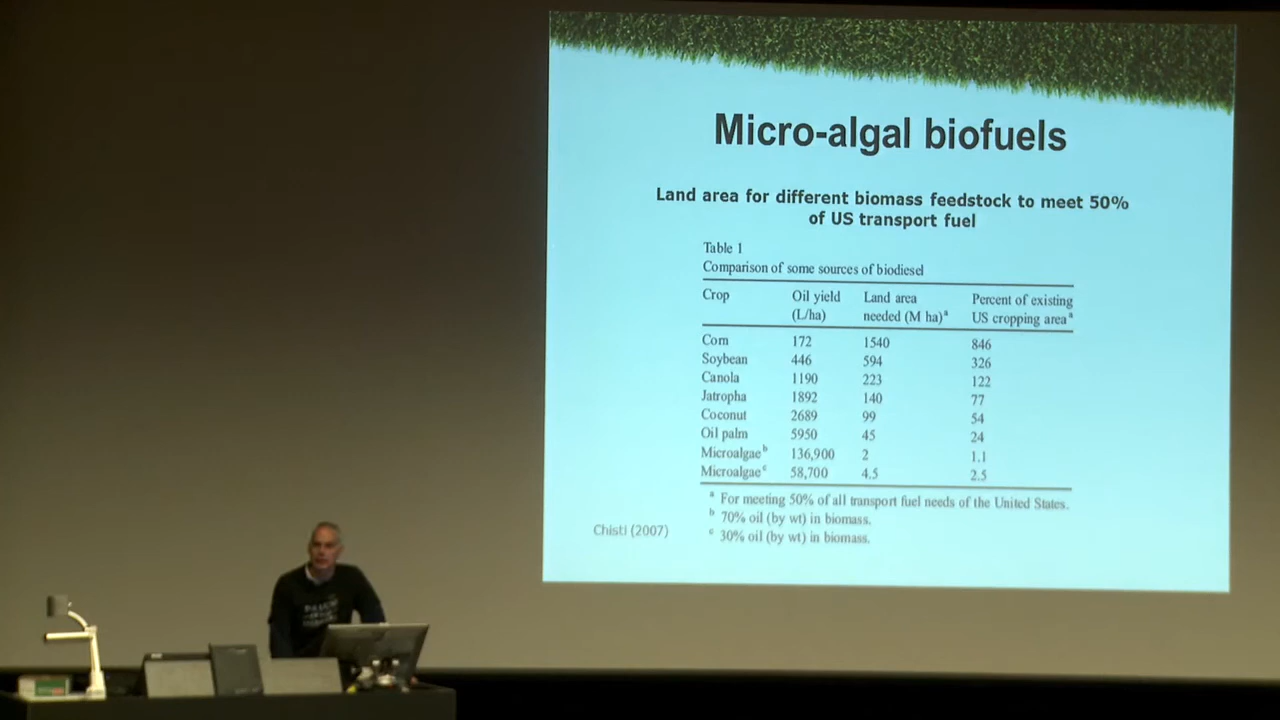 Micro-algal biofuels
Land area for different biomass feedstock to meet 50%
of US transport fuel
Table 1
Comparison of some sources of biodiesel
Crop Oil yield (L/ha) Land area needed (M ha)ᵃ Percent of existing US cropping areaᵃ
Corn 172 1540 846
Soybean 446 594 326
Canola 1190 223 122
Jatropha 1892 140 77
Coconut 2689 99 54
Oil palm 5950 45 24
Microalgaeᵇ 136,900 2 1.1
Microalgaeᶜ 58,700 4.5 2.5
ᵃ For meeting 50% of all transport fuel needs of the United States.
ᵇ 70% oil (by wt) in biomass.
ᶜ 30% oil (by wt) in biomass.
Chisti (2007)